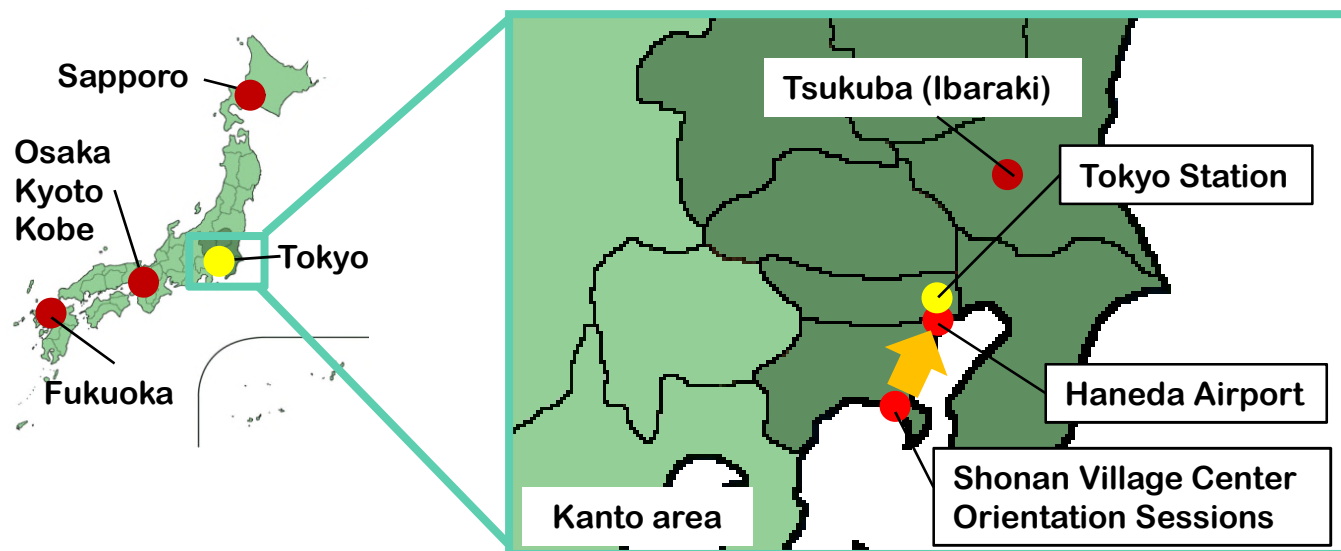 Sapporo
Osaka
Kyoto
Kobe
Tokyo
Fukuoka
Tsukuba (Ibaraki)
Tokyo Station
Haneda Airport
Shonan Village Center
Orientation Sessions
Kanto area